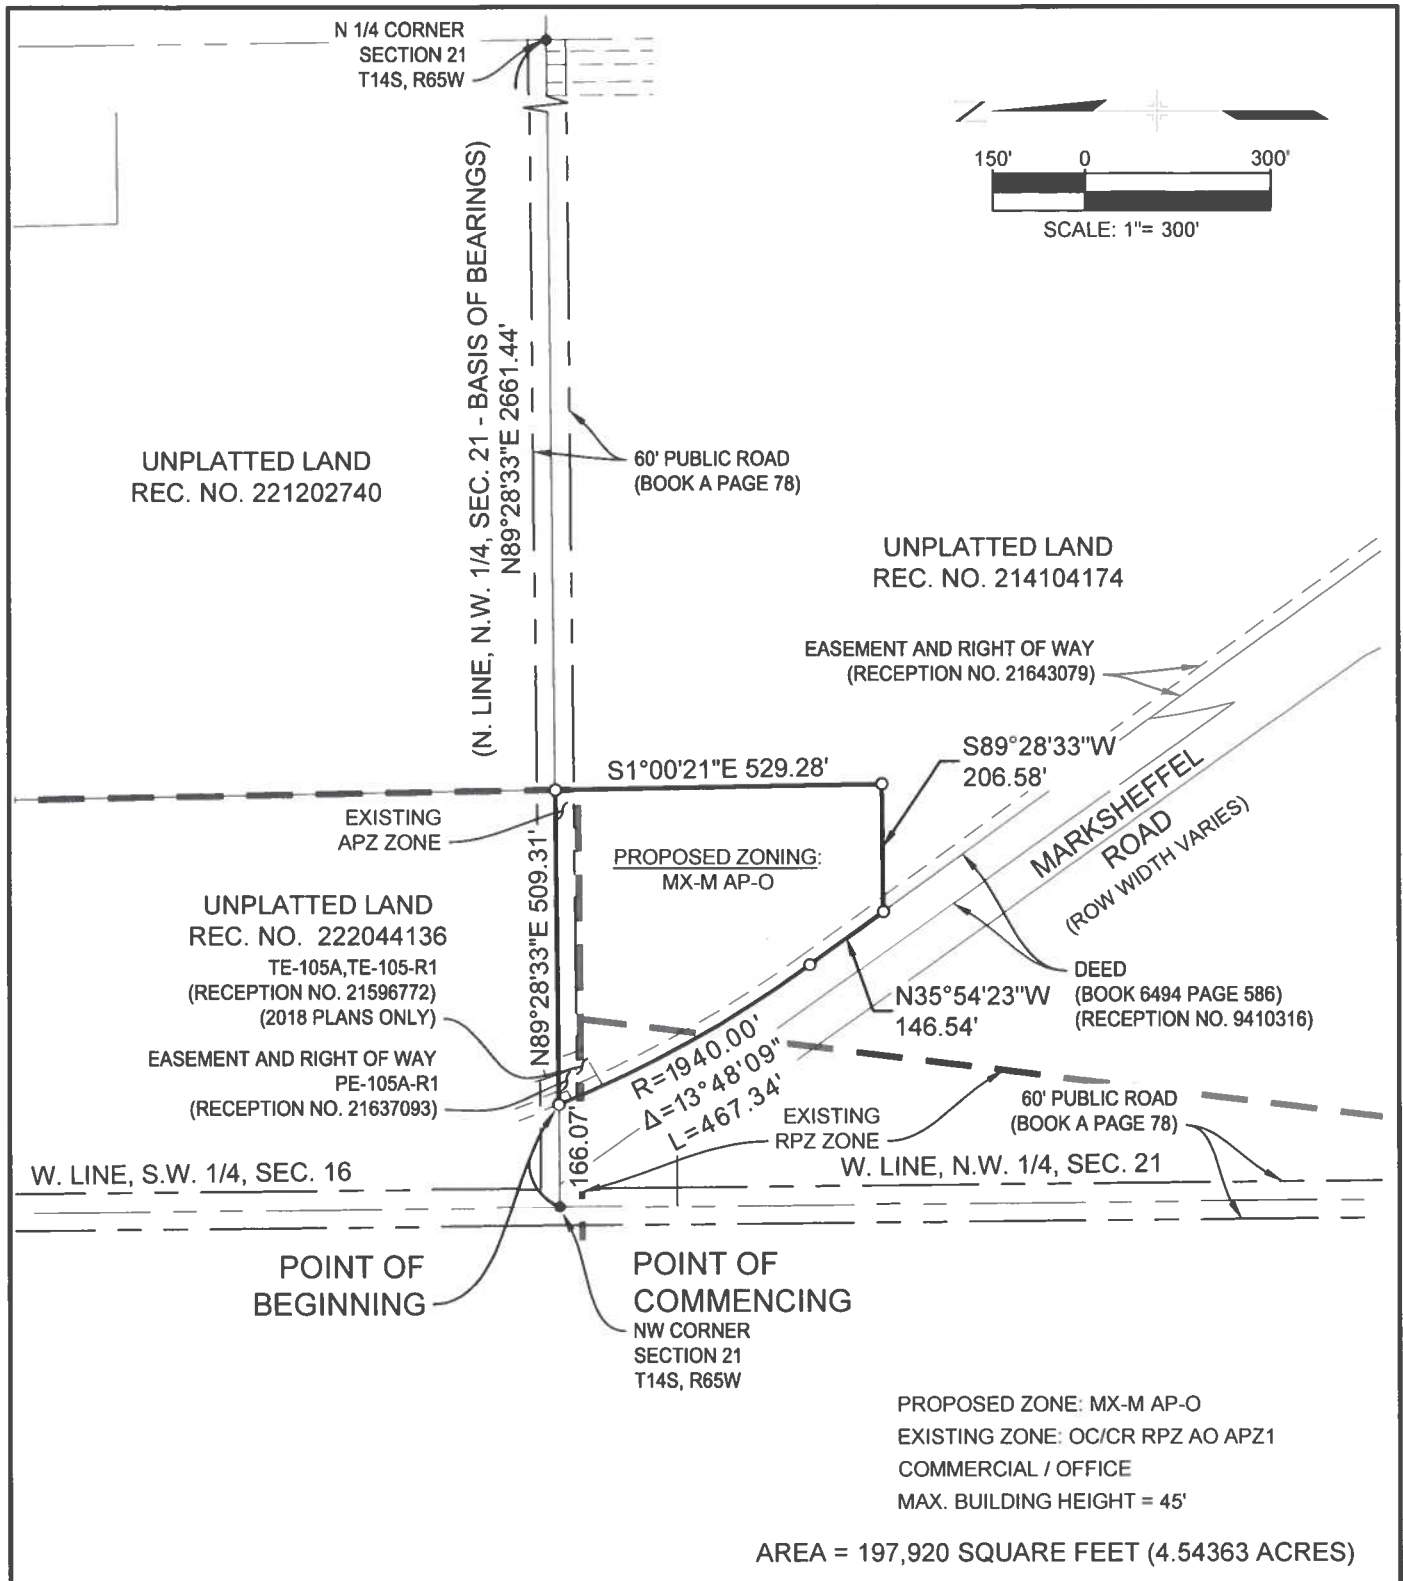 N 1/4 CORNER
SECTION 21
T14S, R65W
N
150' 0 300'
SCALE: 1"= 300'
(N. LINE, N.W. 1/4, SEC. 21 - BASIS OF BEARINGS)
N89°28'33"E 2661.44'
UNPLATTED LAND
REC. NO. 221202740
60' PUBLIC ROAD
(BOOK A PAGE 78)
UNPLATTED LAND
REC. NO. 214104174
EASEMENT AND RIGHT OF WAY
(RECEPTION NO. 21643079)
S89°28'33"W
206.58'
S1°00'21"E 529.28'
MARKSHEFFEL
ROAD
(ROW WIDTH VARIES)
EXISTING
APZ ZONE
N89°28'33"E 509.31'
PROPOSED ZONING:
MX-M AP-O
UNPLATTED LAND
REC. NO. 222044136
TE-105A,TE-105-R1
(RECEPTION NO. 21596772)
(2018 PLANS ONLY)
DEED
(BOOK 6494 PAGE 586)
(RECEPTION NO. 9410316)
N35°54'23"W
146.54'
EASEMENT AND RIGHT OF WAY
PE-105A-R1
(RECEPTION NO. 21637093)
R=1940.00'
Δ=13°48'09"
L=467.34'
166.07'
EXISTING
RPZ ZONE
60' PUBLIC ROAD
(BOOK A PAGE 78)
W. LINE, S.W. 1/4, SEC. 16
W. LINE, N.W. 1/4, SEC. 21
POINT OF
BEGINNING
POINT OF
COMMENCING
NW CORNER
SECTION 21
T14S, R65W
PROPOSED ZONE: MX-M AP-O
EXISTING ZONE: OC/CR RPZ AO APZ1
COMMERCIAL / OFFICE
MAX. BUILDING HEIGHT = 45'
AREA = 197,920 SQUARE FEET (4.54363 ACRES)